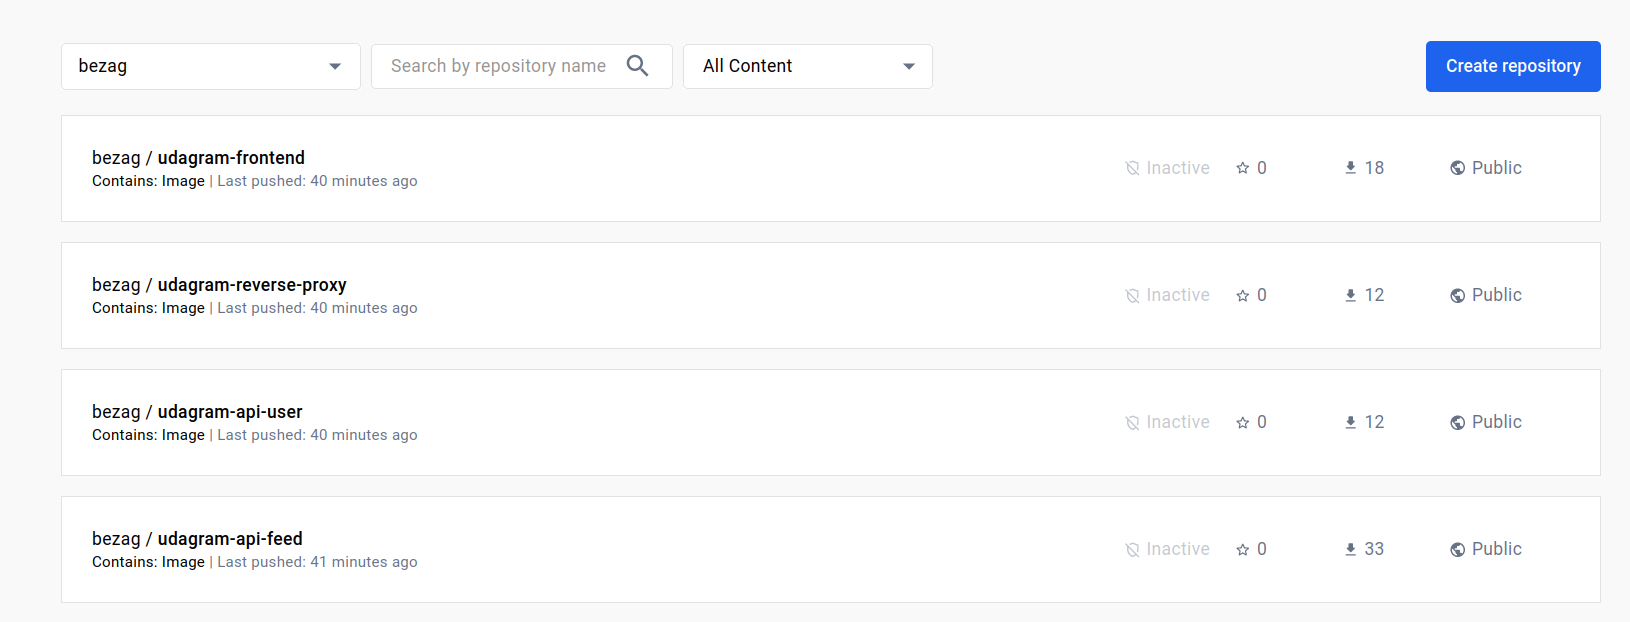 bezag
Search by repository name
All Content
Create repository
bezag / udagram-frontend
Contains: Image | Last pushed: 40 minutes ago
Inactive 0 18 Public
bezag / udagram-reverse-proxy
Contains: Image | Last pushed: 40 minutes ago
Inactive 0 12 Public
bezag / udagram-api-user
Contains: Image | Last pushed: 40 minutes ago
Inactive 0 12 Public
bezag / udagram-api-feed
Contains: Image | Last pushed: 41 minutes ago
Inactive 0 33 Public